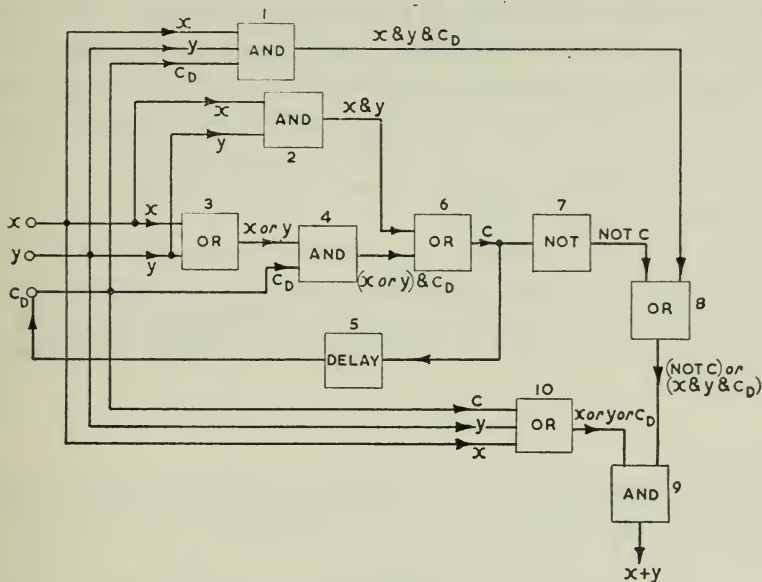 1
x
y
C_D
AND
x & y & C_D
x
y
AND
2
x & y
x
y
C_D
x
y
3
OR
x or y
C_D
4
AND
(x or y) & C_D
6
OR
C
7
NOT
NOT C
OR
8
5
DELAY
(NOT C) or
(x & y & C_D)
C
y
x
10
OR
x or y or C_D
AND
9
x+y